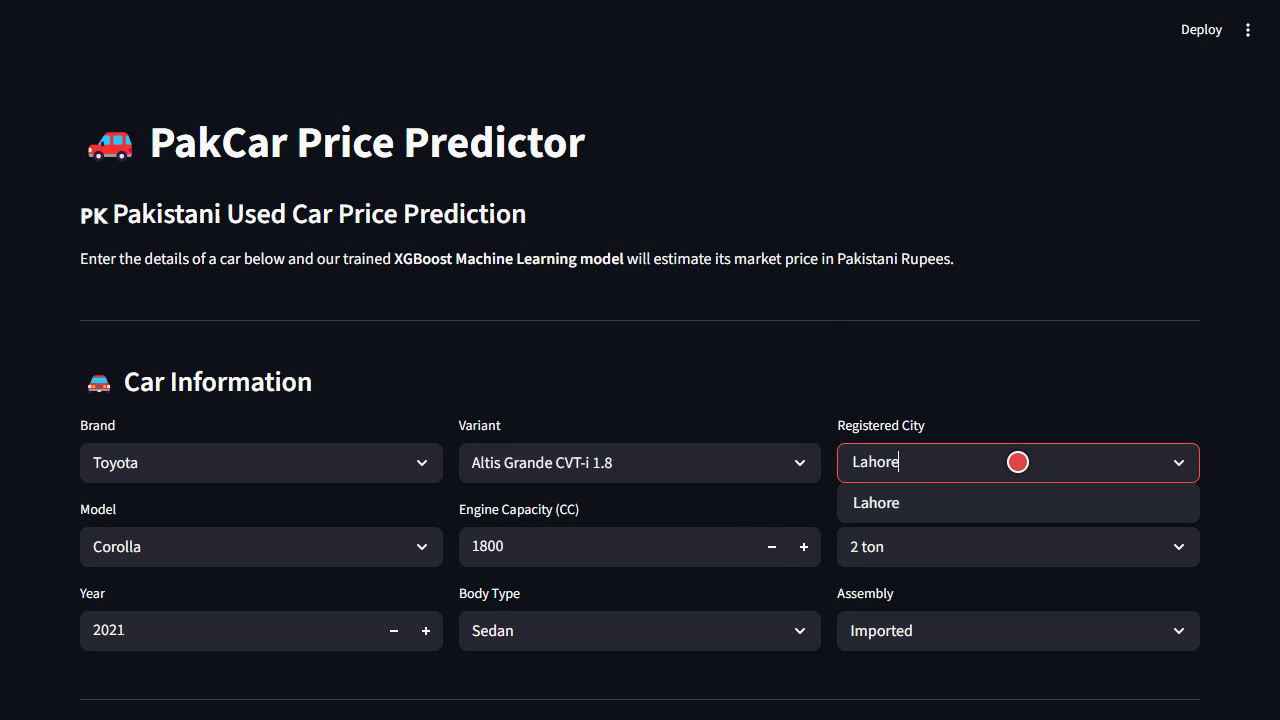 Deploy
PakCar Price Predictor
PK Pakistani Used Car Price Prediction
Enter the details of a car below and our trained XGBoost Machine Learning model will estimate its market price in Pakistani Rupees.
Car Information
Brand
Variant
Registered City
Toyota
Altis Grande CVT-i 1.8
Lahore
Lahore
Model
Engine Capacity (CC)
Corolla
1800
2 ton
Year
Body Type
Assembly
2021
Sedan
Imported